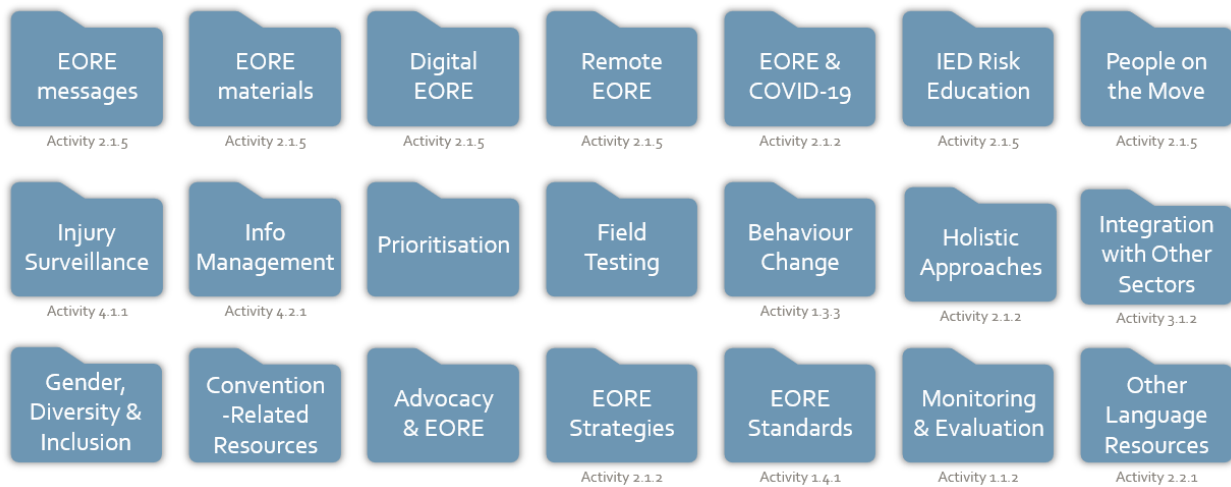 EORE
messages
Activity 2.1.5
EORE
materials
Activity 2.1.5
Digital
EORE
Activity 2.1.5
Remote
EORE
Activity 2.1.5
EORE &
COVID-19
Activity 2.1.2
IED Risk
Education
Activity 2.1.5
People on
the Move
Activity 2.1.5
Injury
Surveillance
Activity 4.1.1
Info
Management
Activity 4.2.1
Prioritisation
Field
Testing
Behaviour
Change
Activity 1.3.3
Holistic
Approaches
Activity 2.1.2
Integration
with Other
Sectors
Activity 3.1.2
Gender,
Diversity &
Inclusion
Convention
-Related
Resources
Advocacy
& EORE
EORE
Strategies
Activity 2.1.2
EORE
Standards
Activity 1.4.1
Monitoring
& Evaluation
Activity 1.1.2
Other
Language
Resources
Activity 2.2.1